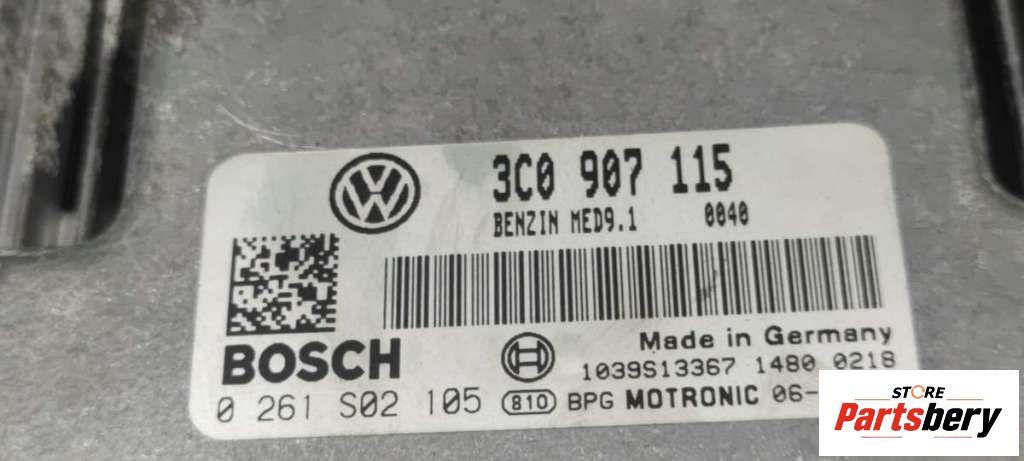 3C0 907 115
BENZIN MED9.1 0040
BOSCH
Made in Germany
1039S13367 1480 0218
0 261 S02 105 810 BPG MOTRONIC 06-
STORE
Partsbery